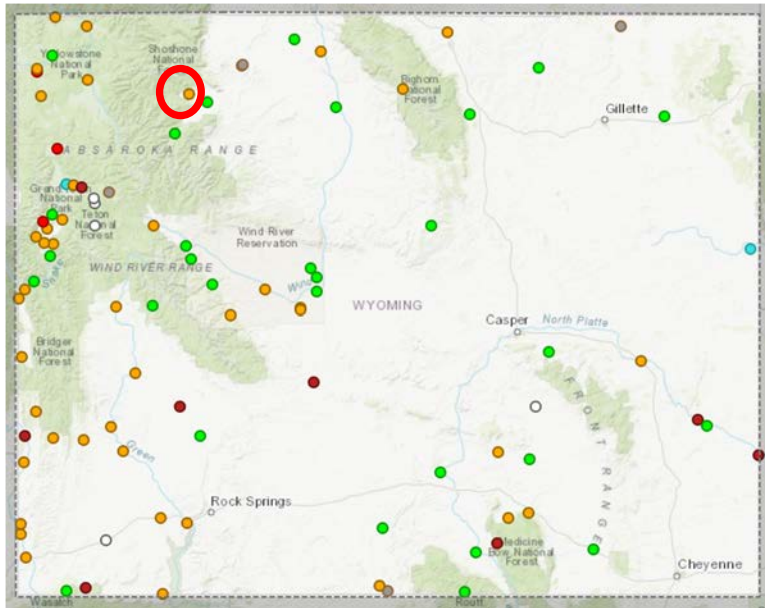 Shoshone
National
Yellowstone
National
Park
Bighorn
National
Forest
Gillette
ABSAROKA RANGE
National
Park
Teton
National
Forest
Wind River
Reservation
WIND RIVER RANGE
Wind
Snake
WYOMING
Casper
North Platte
Bridger
National
Forest
FRONT RANGE
Green
Rock Springs
Medicine
Bow National
Forest
Cheyenne
Wasatch
Routt